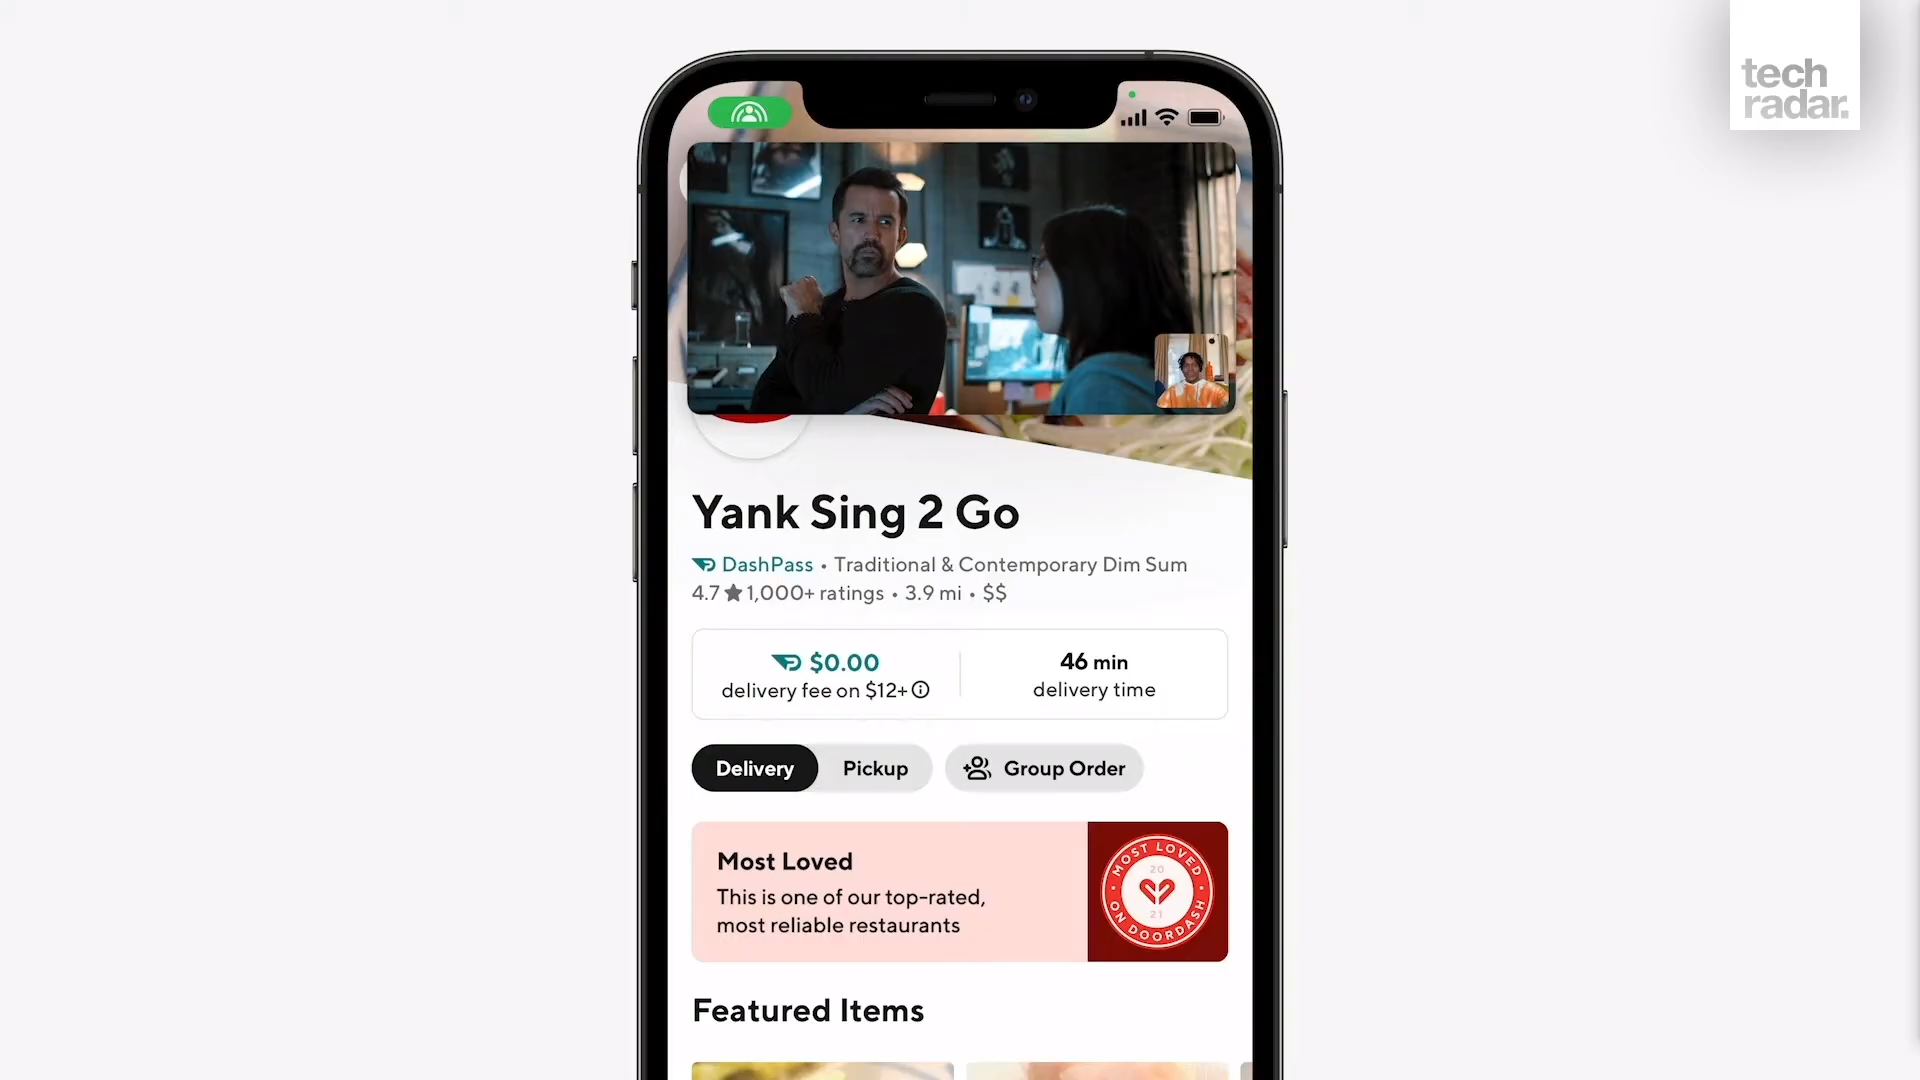 tech
radar.
Yank Sing 2 Go
DashPass • Traditional & Contemporary Dim Sum
4.7 ★ 1,000+ ratings • 3.9 mi • $$
$0.00
delivery fee on $12+
46 min
delivery time
Delivery
Pickup
Group Order
Most Loved
This is one of our top-rated,
most reliable restaurants
MOST LOVED
20
21
ON DOORDASH
Featured Items